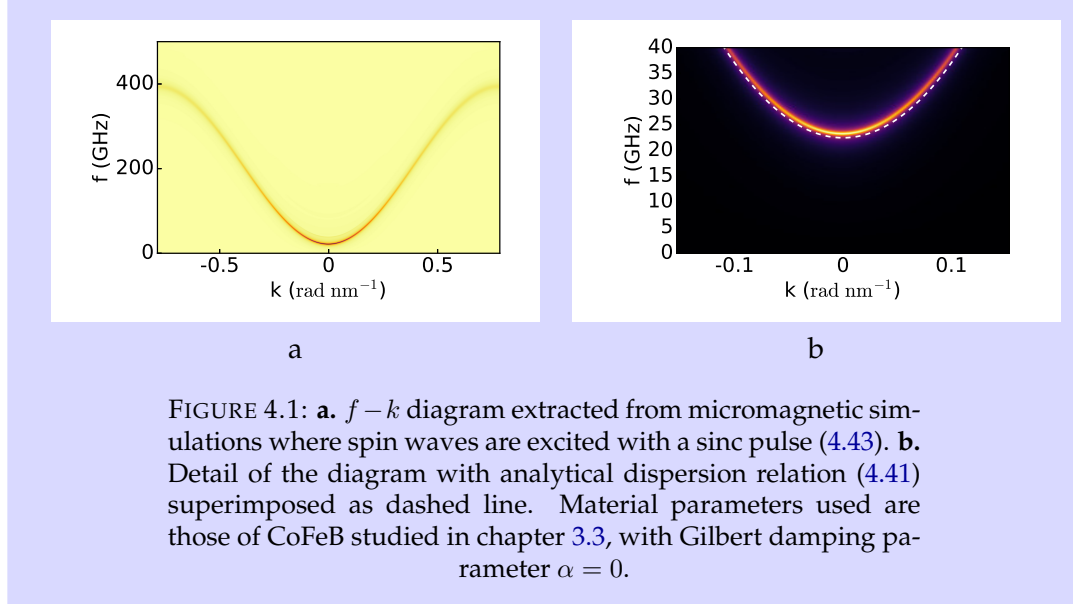 400
200
0
f (GHz)
-0.5 0 0.5
k (rad nm⁻¹)
a
40
35
30
25
20
15
10
5
0
f (GHz)
-0.1 0 0.1
k (rad nm⁻¹)
b
FIGURE 4.1: a. f − k diagram extracted from micromagnetic sim-
ulations where spin waves are excited with a sinc pulse (4.43). b.
Detail of the diagram with analytical dispersion relation (4.41)
superimposed as dashed line. Material parameters used are
those of CoFeB studied in chapter 3.3, with Gilbert damping pa-
rameter α = 0.